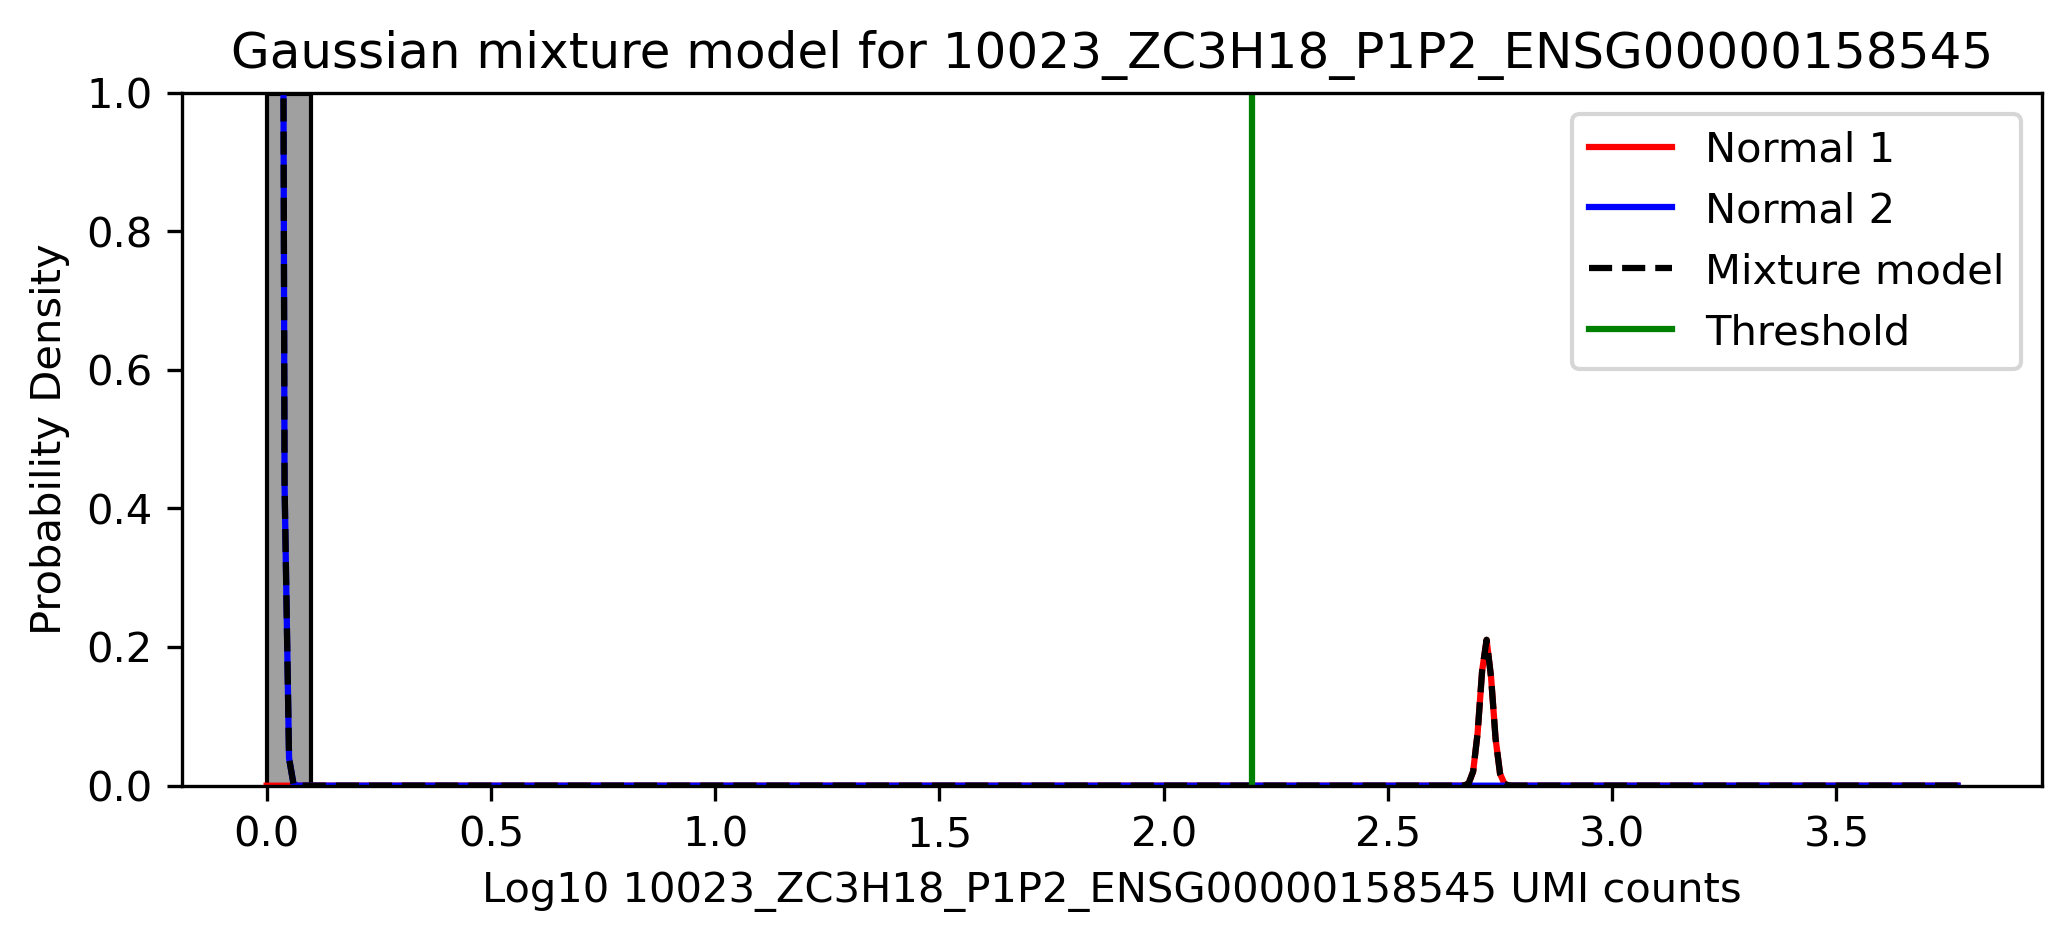 Gaussian mixture model for 10023_ZC3H18_P1P2_ENSG00000158545
Probability Density
1.0
0.8
0.6
0.4
0.2
0.0
Normal 1
Normal 2
Mixture model
Threshold
0.0 0.5 1.0 1.5 2.0 2.5 3.0 3.5
Log10 10023_ZC3H18_P1P2_ENSG00000158545 UMI counts